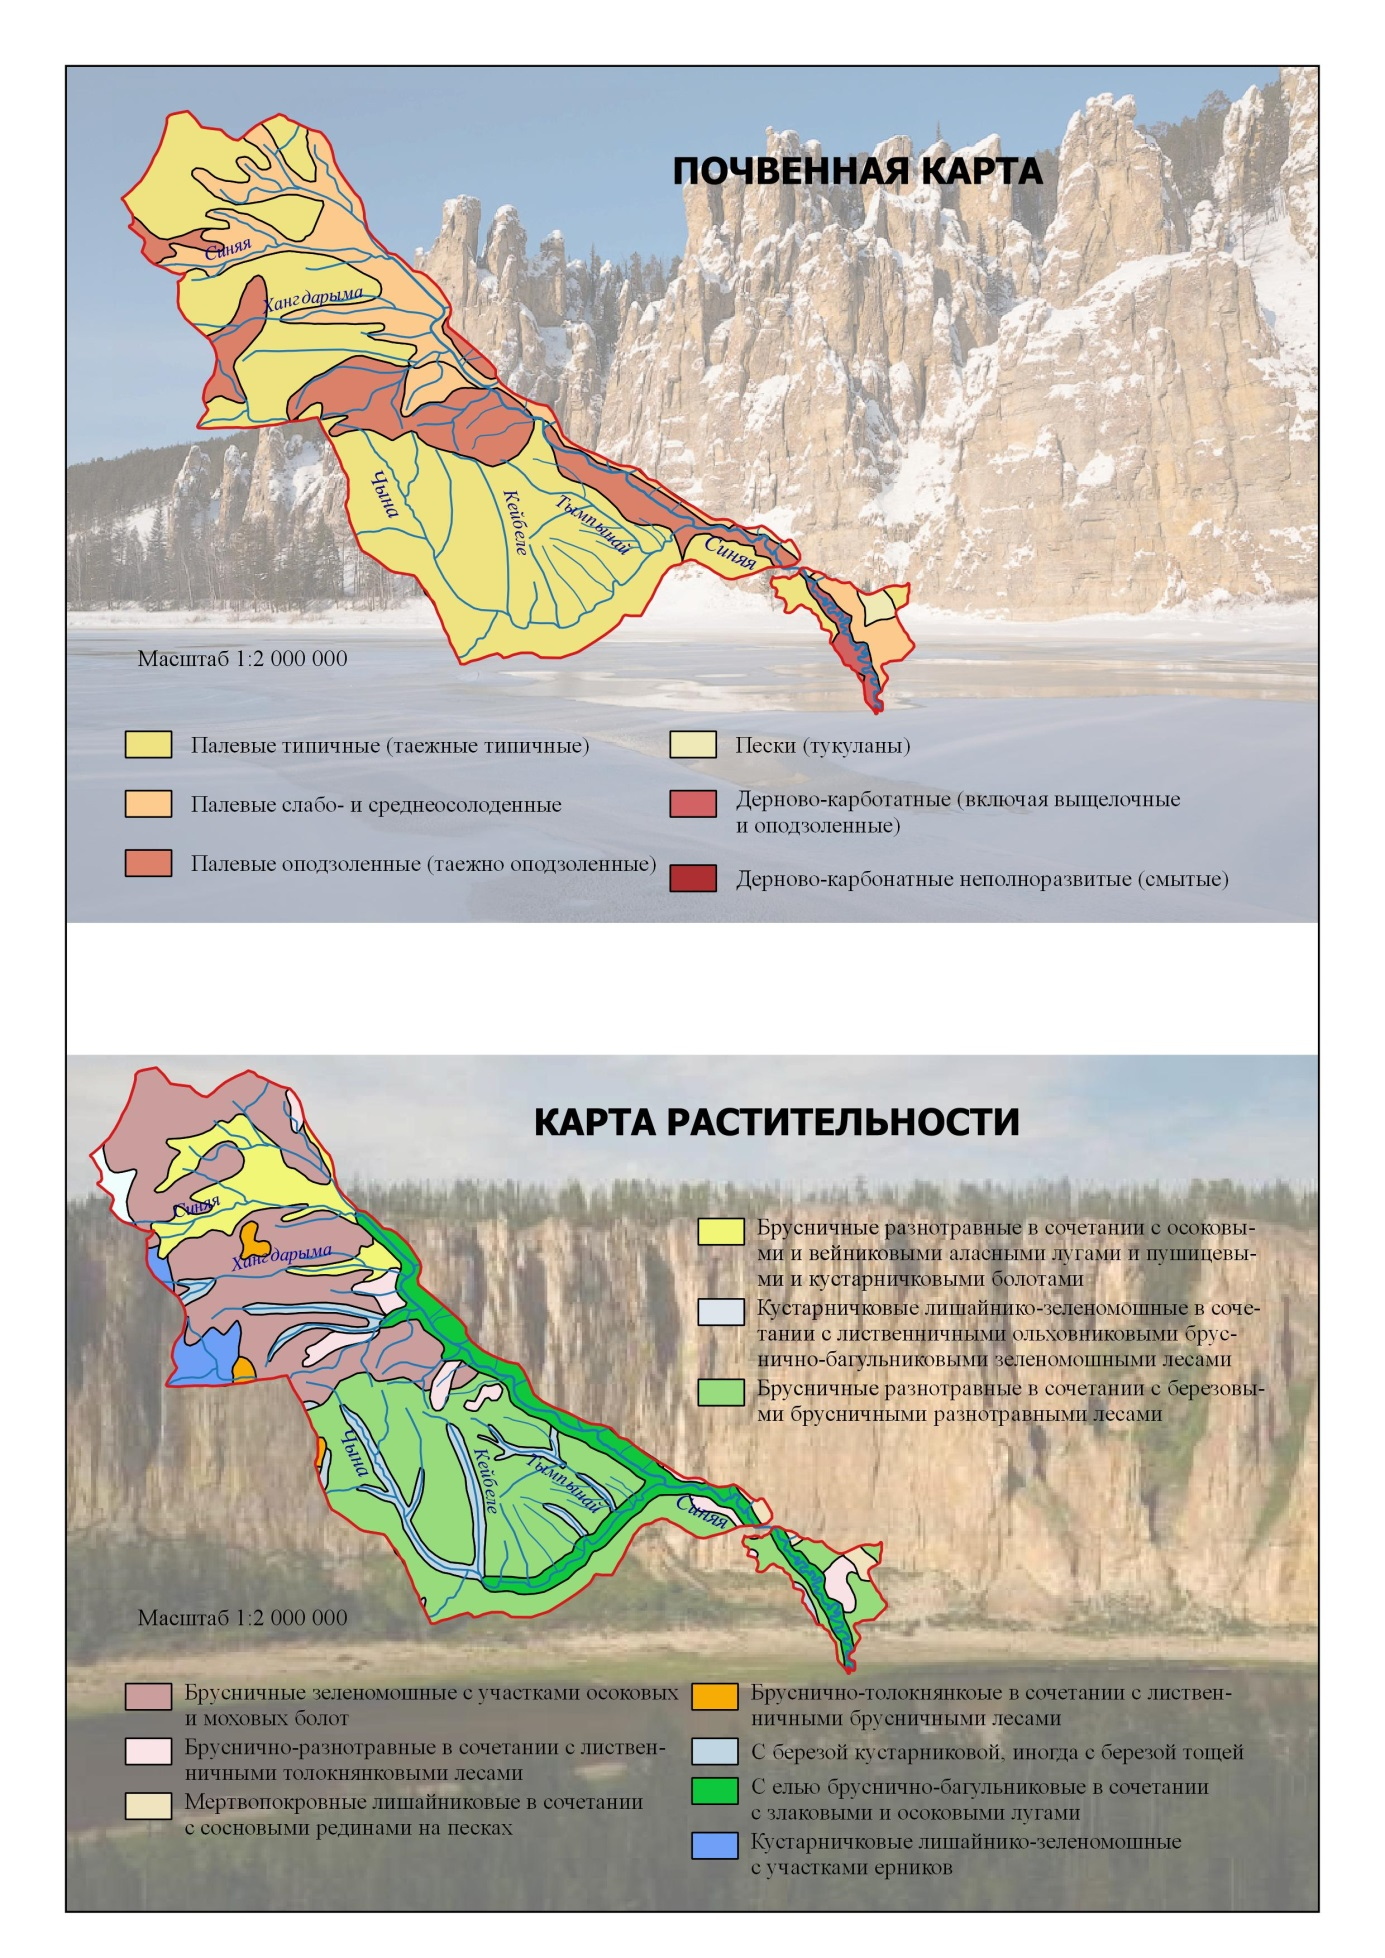 ПОЧВЕННАЯ КАРТА
Синяя
Хангдарыма
Чына
Кейбеле
Тымпынай
Синяя
Масштаб 1:2 000 000
Палевые типичные (таежные типичные)
Палевые слабо- и среднеосолоденные
Палевые оподзоленные (таежно оподзоленные)
Пески (тукуланы)
Дерново-карботатные (включая выщелочные
и оподзоленные)
Дерново-карбонатные неполноразвитые (смытые)
КАРТА РАСТИТЕЛЬНОСТИ
Синяя
Хангдарыма
Чына
Кейбеле
Тымпынай
Синяя
Брусничные разнотравные в сочетании с осоковы-
ми и вейниковыми аласными лугами и пушицевы-
ми и кустарничковыми болотами
Кустарничковые лишайнико-зеленомошные в соче-
тании с лиственничными ольховниковыми брус-
нично-багульниковыми зеленомошными лесами
Брусничные разнотравные в сочетании с березовы-
ми брусничными разнотравными лесами
Масштаб 1:2 000 000
Брусничные зеленомошные с участками осоковых
и моховых болот
Бруснично-разнотравные в сочетании с листвен-
ничными толокнянковыми лесами
Мертвопокровные лишайниковые в сочетании
с сосновыми рединами на песках
Бруснично-толокнянкоые в сочетании с листвен-
ничными брусничными лесами
С березой кустарниковой, иногда с березой тощей
С елью бруснично-багульниковые в сочетании
с злаковыми и осоковыми лугами
Кустарничковые лишайнико-зеленомошные
с участками ерников